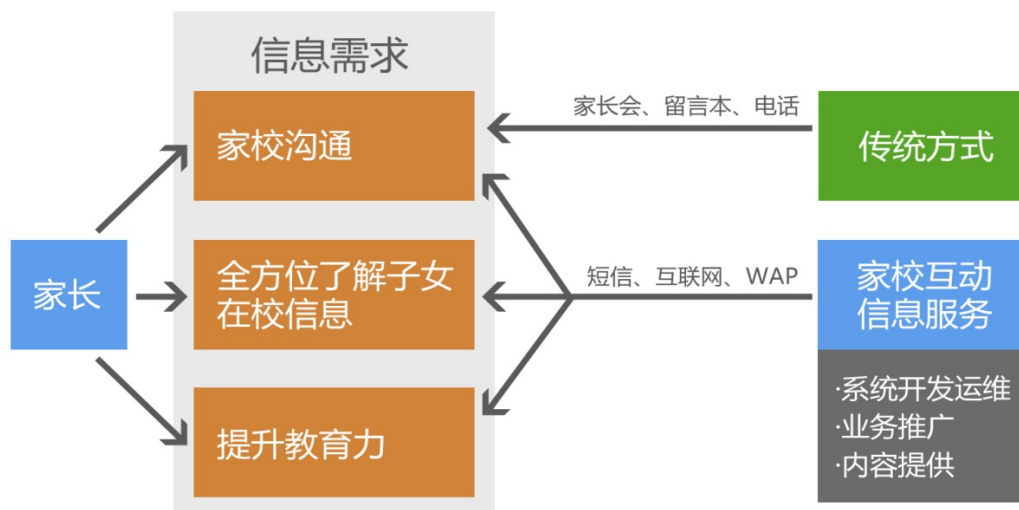 信息需求
家校沟通
家长会、留言本、电话
传统方式
家长
全方位了解子女
在校信息
短信、互联网、WAP
家校互动
信息服务
·系统开发运维
·业务推广
·内容提供
提升教育力